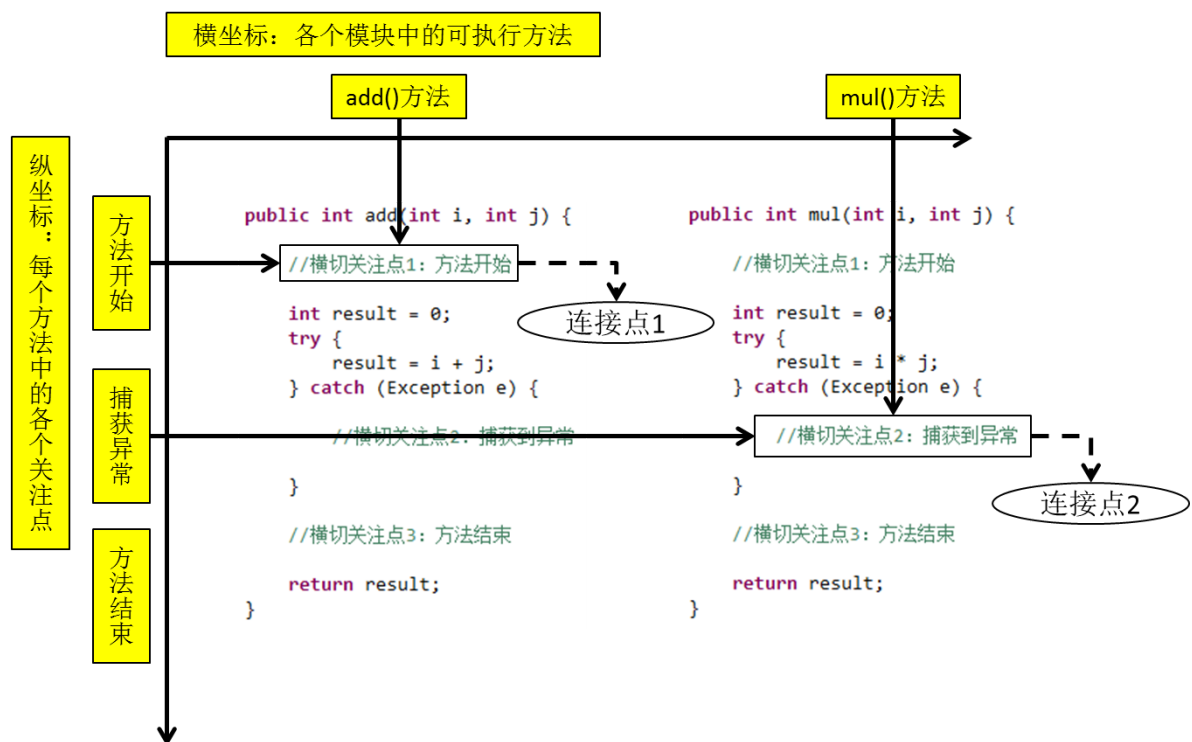 横坐标：各个模块中的可执行方法
add()方法
mul()方法
纵坐标：每个方法中的各个关注点
方法开始
捕获异常
方法结束
public int add(int i, int j) {
//横切关注点1：方法开始
int result = 0;
try {
result = i + j;
} catch (Exception e) {
//横切关注点2：捕获到异常
}
//横切关注点3：方法结束
return result;
}
连接点1
public int mul(int i, int j) {
//横切关注点1：方法开始
int result = 0;
try {
result = i * j;
} catch (Exception e) {
//横切关注点2：捕获到异常
}
//横切关注点3：方法结束
return result;
}
连接点2